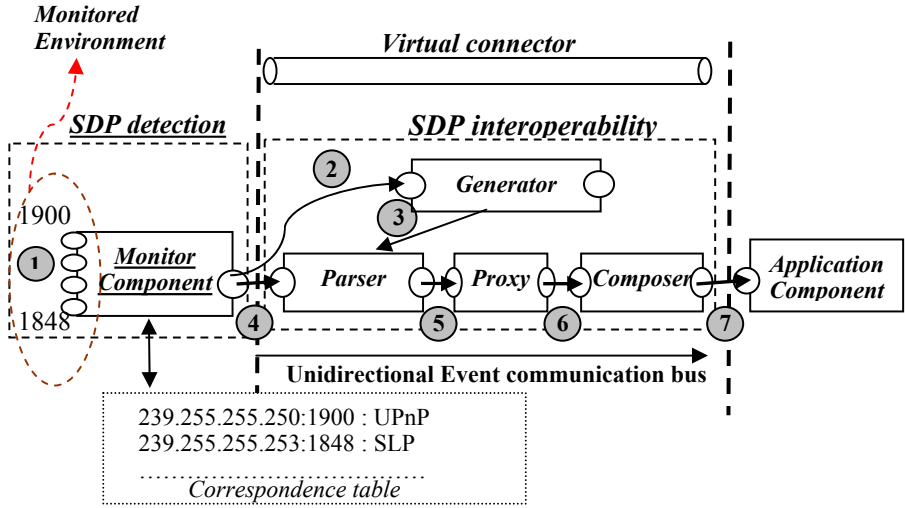 Monitored
Environment
Virtual connector
SDP detection
SDP interoperability
2
Generator
1900
3
1
Monitor
Component
Parser
Proxy
Composer
Application
Component
1848
4
5
6
7
Unidirectional Event communication bus
239.255.255.250:1900 : UPnP
239.255.255.253:1848 : SLP
.................................
Correspondence table